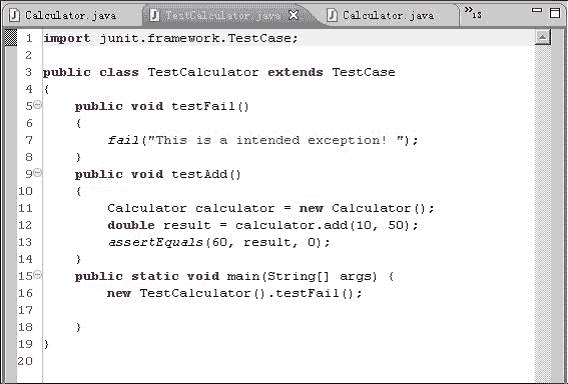 Calculator.java TestCalculator.java Calculator.java »13
1 import junit.framework.TestCase;
2
3 public class TestCalculator extends TestCase
4 {
5 public void testFail()
6 {
7 fail("This is a intended exception! ");
8 }
9 public void testAdd()
10 {
11 Calculator calculator = new Calculator();
12 double result = calculator.add(10, 50);
13 assertEquals(60, result, 0);
14 }
15 public static void main(String[] args) {
16 new TestCalculator().testFail();
17
18 }
19 }
20